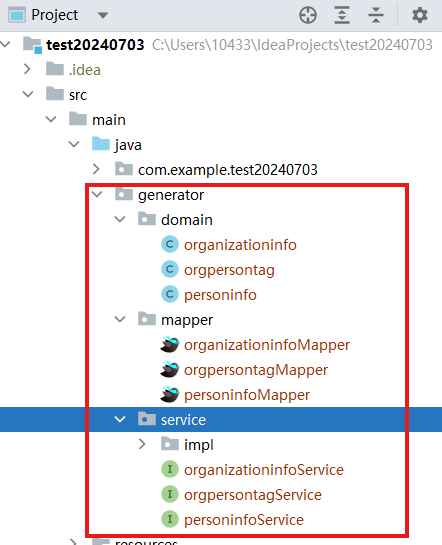 Project
test20240703 C:\Users\10433\IdeaProjects\test20240703
.idea
src
main
java
com.example.test20240703
generator
domain
organizationinfo
orgpersontag
personinfo
mapper
organizationinfoMapper
orgpersontagMapper
personinfoMapper
service
impl
organizationinfoService
orgpersontagService
personinfoService
resources